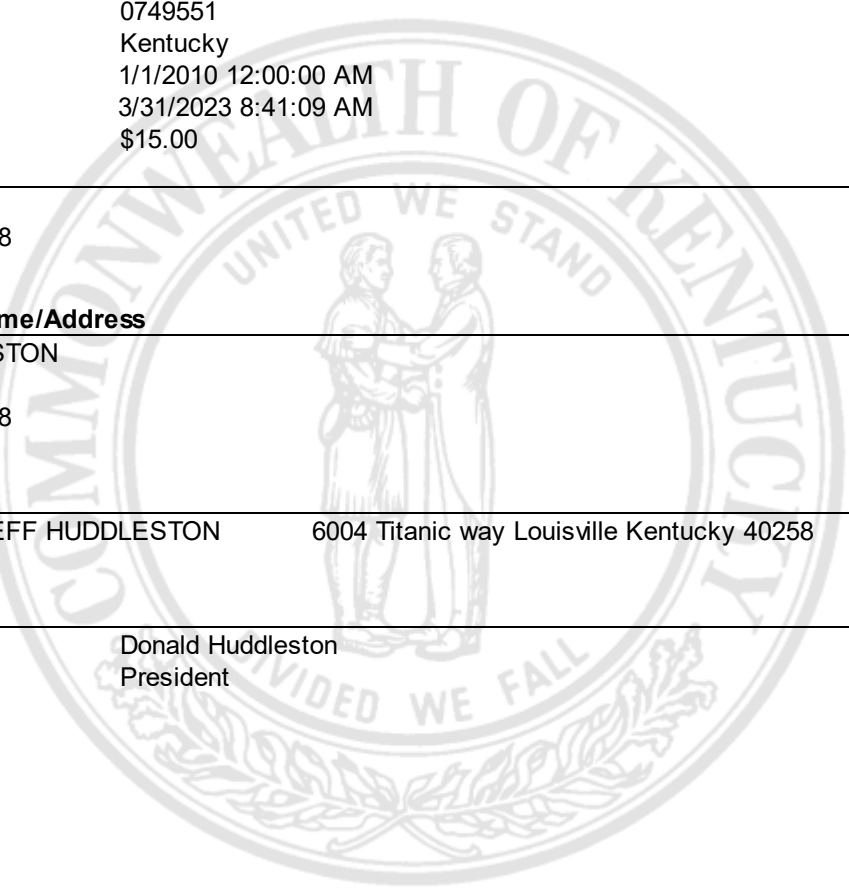 0749551
Kentucky
1/1/2010 12:00:00 AM
3/31/2023 8:41:09 AM
$15.00
8
me/Address
STON
8
EFF HUDDLESTON 6004 Titanic way Louisville Kentucky 40258
Donald Huddleston
President
COMMONWEALTH OF KENTUCKY
UNITED WE STAND
DIVIDED WE FALL